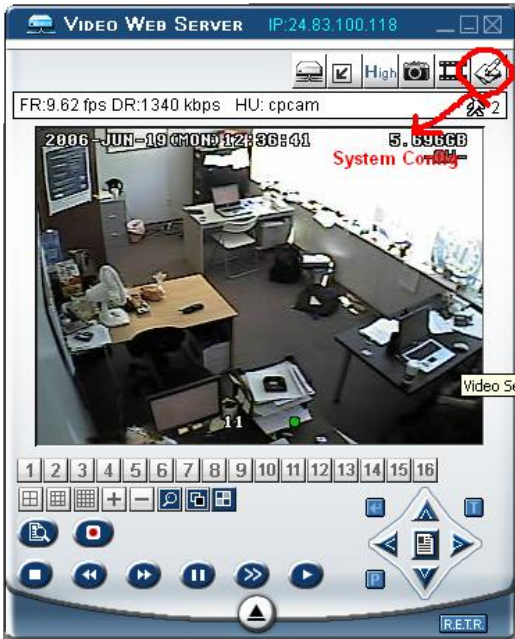 VIDEO WEB SERVER IP:24.83.100.118
High
FR:9.62 fps DR:1340 kbps HU: cpcam 2
2006-JUN-19(MON) 12:36:41 5.696GB
System Config
Video Se
11
1 2 3 4 5 6 7 8 9 10 11 12 13 14 15 16
T
P
R.E.T.R.